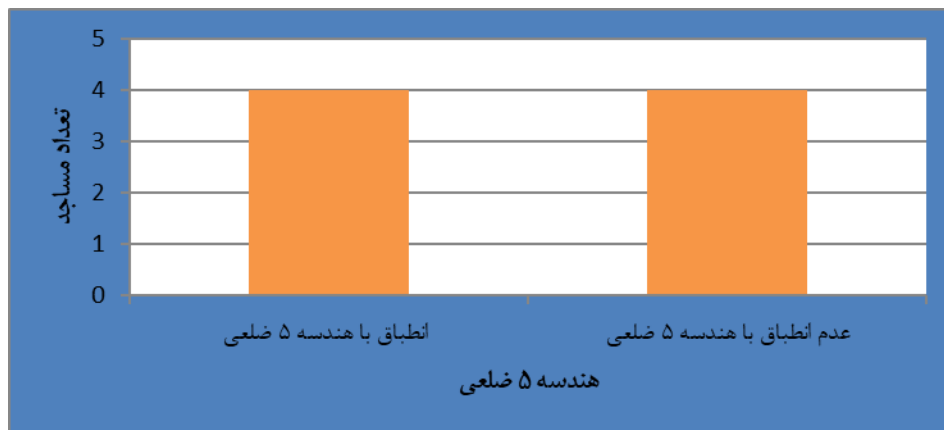 تعداد مساجد
5
4
3
2
1
0
انطباق با هندسه ۵ ضلعی
عدم انطباق با هندسه ۵ ضلعی
هندسه ۵ ضلعی